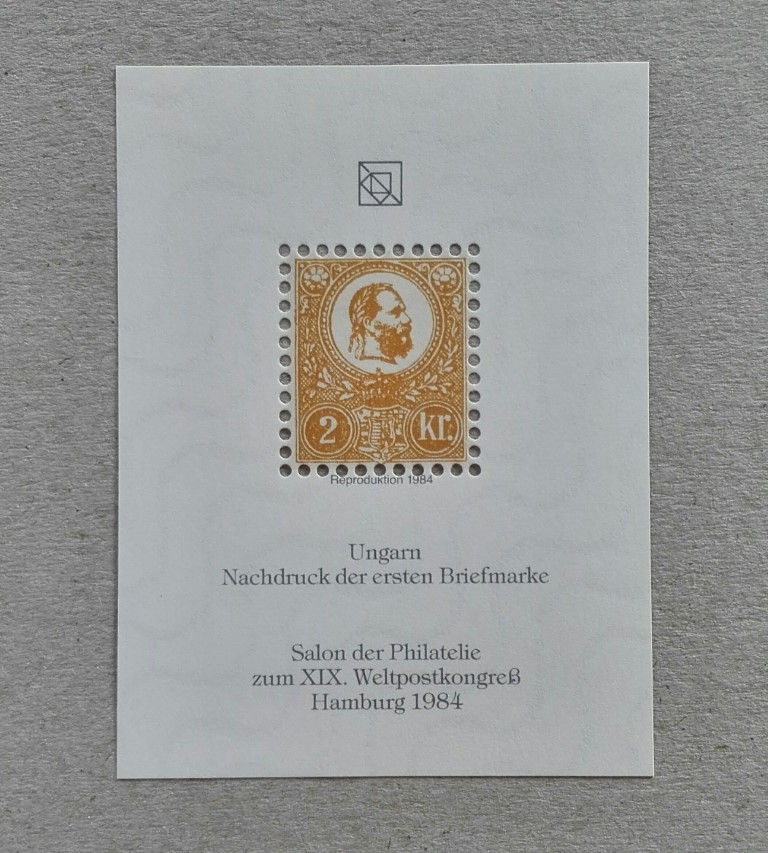 2 kr.
Reproduktion 1984
Ungarn
Nachdruck der ersten Briefmarke
Salon der Philatelie
zum XIX. Weltpostkongreß
Hamburg 1984